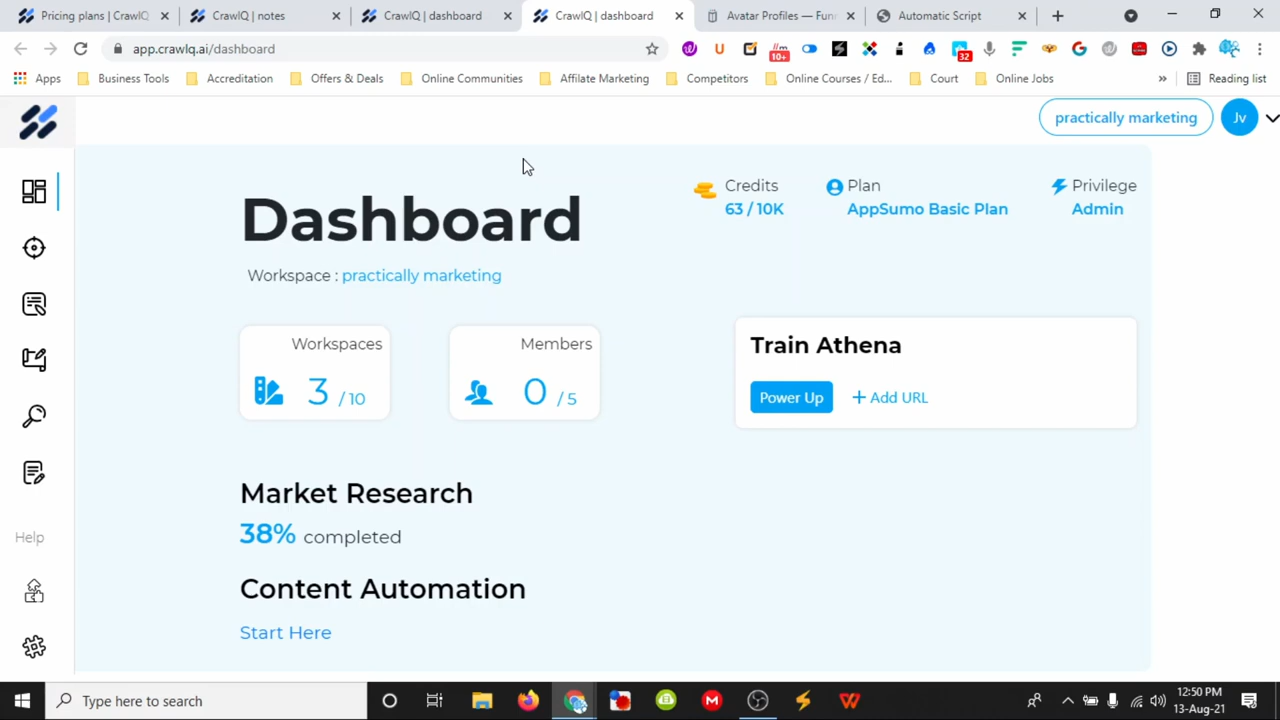 Pricing plans | CrawlQ
CrawlQ | notes
CrawlQ | dashboard
CrawlQ | dashboard
Avatar Profiles — Fun
Automatic Script
app.crawlq.ai/dashboard
10+
32
Apps
Business Tools
Accreditation
Offers & Deals
Online Communities
Affilate Marketing
Competitors
Online Courses / Ed...
Court
Online Jobs
»
Reading list
practically marketing
Jv
Credits
63 / 10K
Plan
AppSumo Basic Plan
Privilege
Admin
Dashboard
Workspace : practically marketing
Workspaces
3 / 10
Members
0 / 5
Train Athena
Power Up
+ Add URL
Market Research
38% completed
Content Automation
Start Here
Help
Type here to search
12:50 PM
13-Aug-21